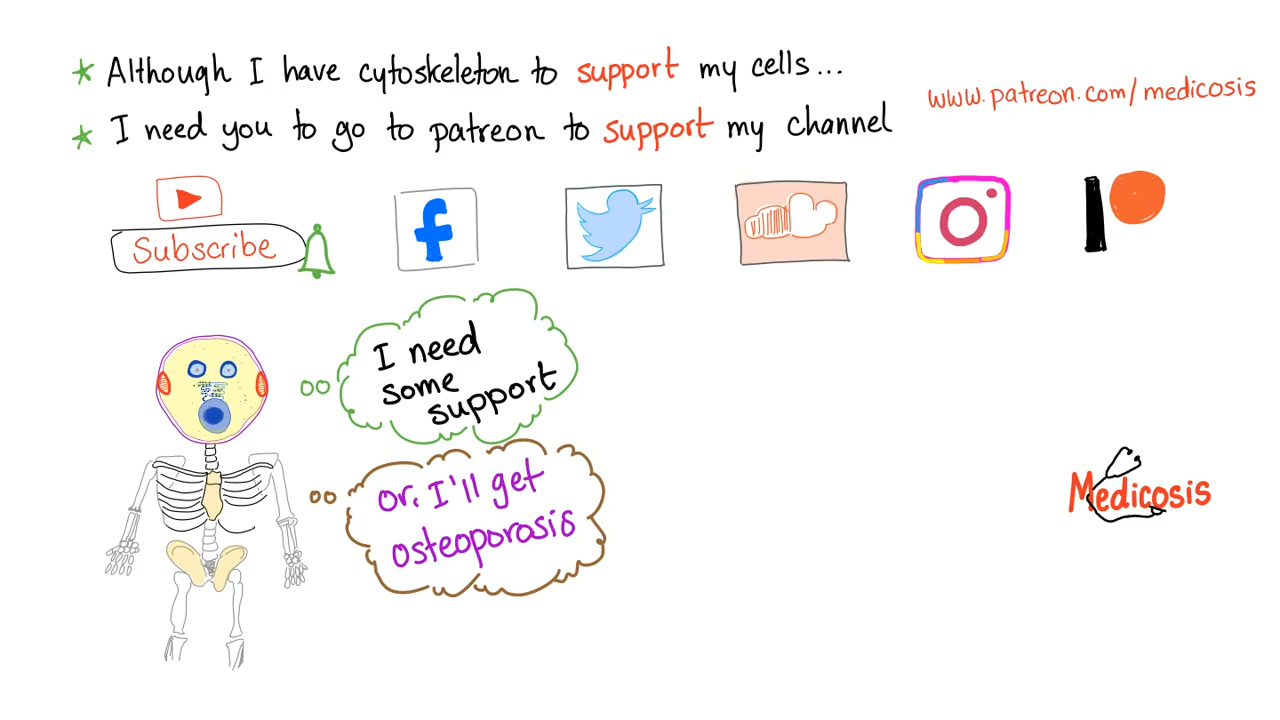 Although I have cytoskeleton to support my cells...
www.patreon.com/medicosis
I need you to go to patreon to support my channel
Subscribe
I need
some
support
or, I'll get
osteoporosis
Medicosis